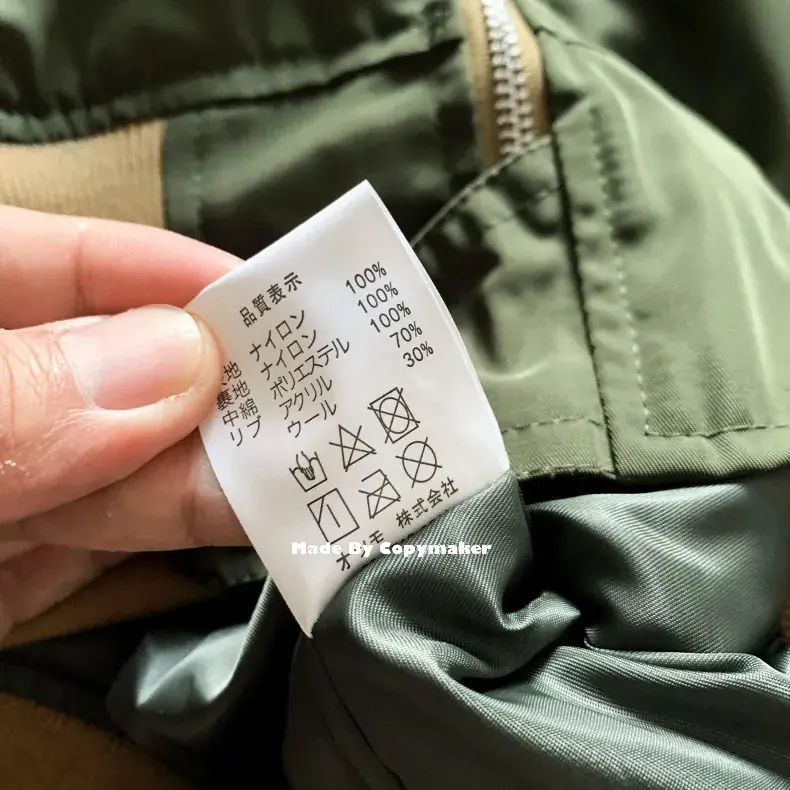 品質表示
地 ナイロン 100%
裏地 ナイロン 100%
中綿 ポリエステル 100%
リブ アクリル 70%
ウール 30%
株式会社
Made By Copymaker